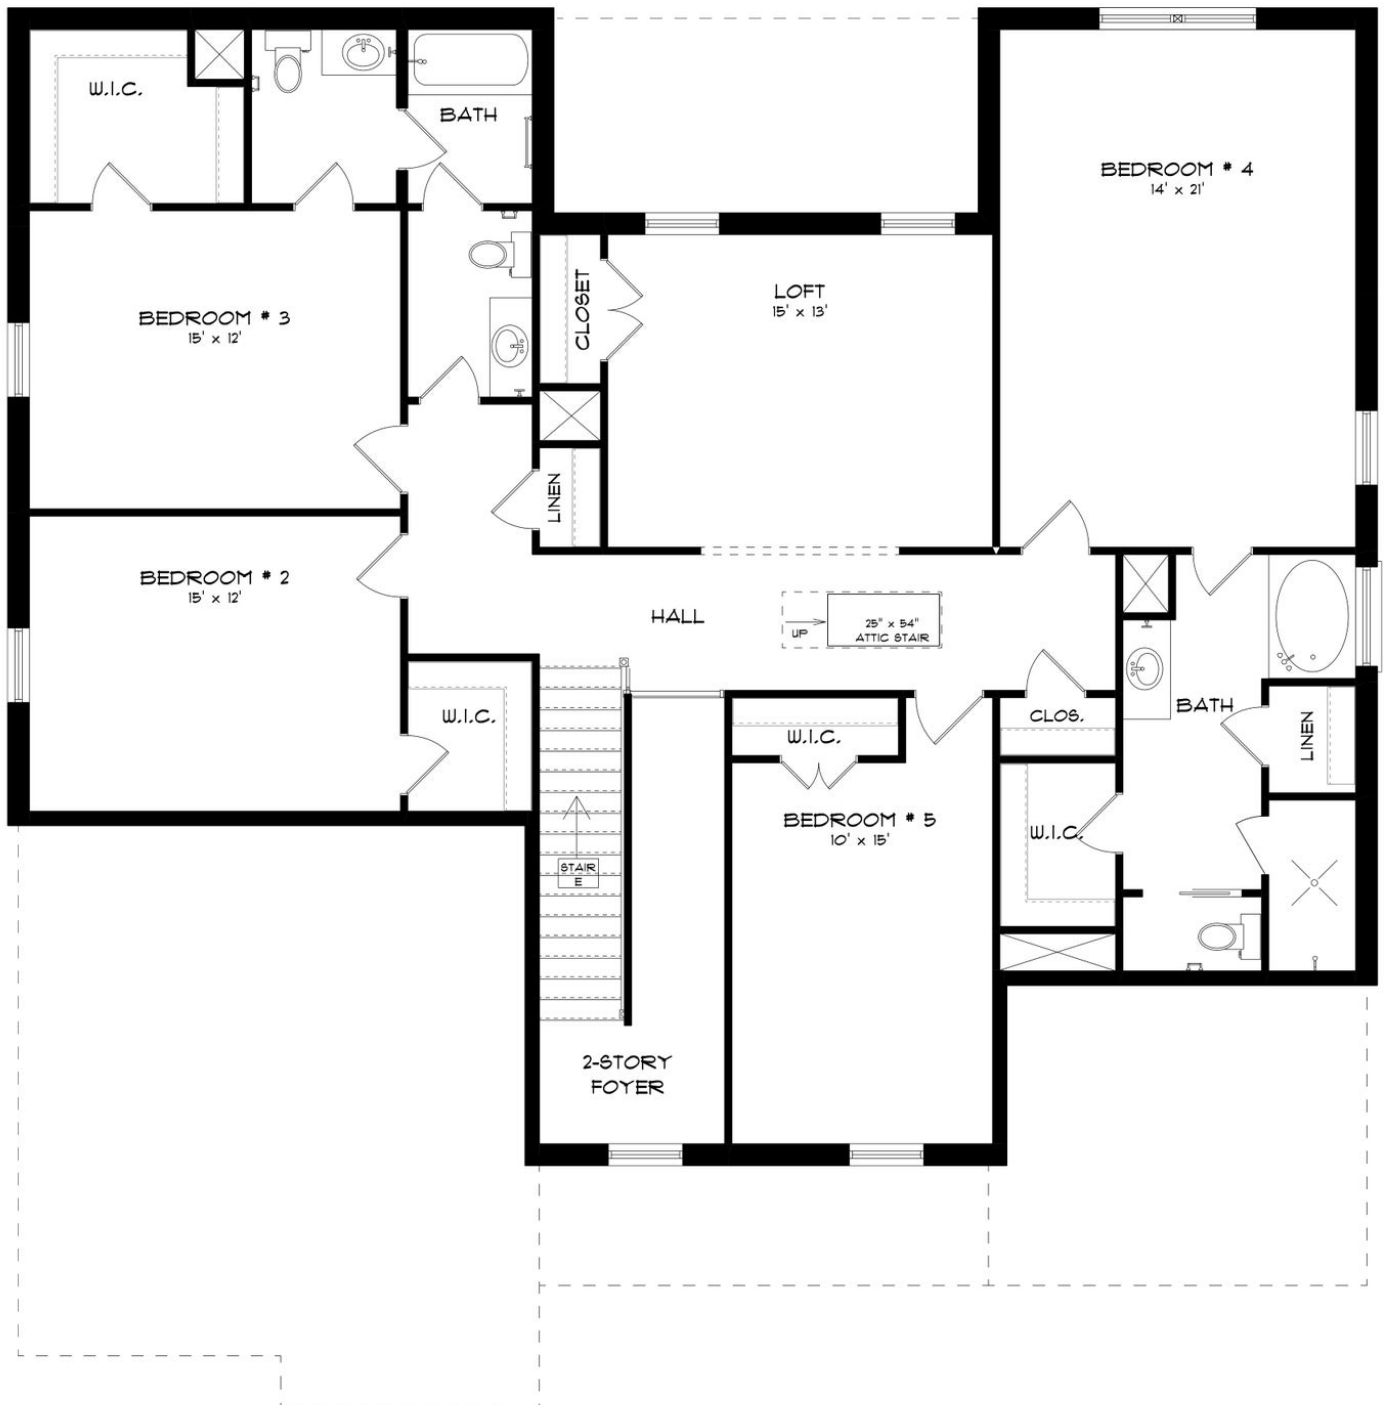 W.I.C.
BATH
BEDROOM # 4
14' x 21'
BEDROOM # 3
15' x 12'
CLOSET
LOFT
15' x 13'
LINEN
BEDROOM # 2
15' x 12'
HALL
UP
25" x 54"
ATTIC STAIR
W.I.C.
W.I.C.
CLOS.
BATH
LINEN
BEDROOM # 5
10' x 15'
W.I.C.
STAIR
E
2-STORY
FOYER